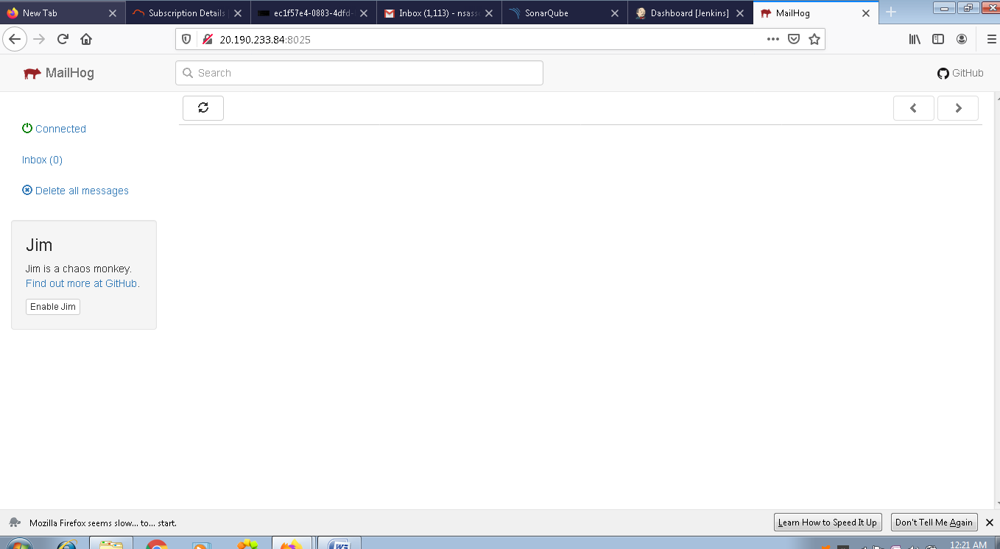 New Tab
Subscription Details
ec1f57e4-0883-4dfd-
Inbox (1,113) - nsass
SonarQube
Dashboard [Jenkins]
MailHog
20.190.233.84:8025
MailHog
Search
GitHub
Connected
Inbox (0)
Delete all messages
Jim
Jim is a chaos monkey.
Find out more at GitHub.
Enable Jim
Mozilla Firefox seems slow... to... start.
Learn How to Speed It Up
Don't Tell Me Again
12:21 AM